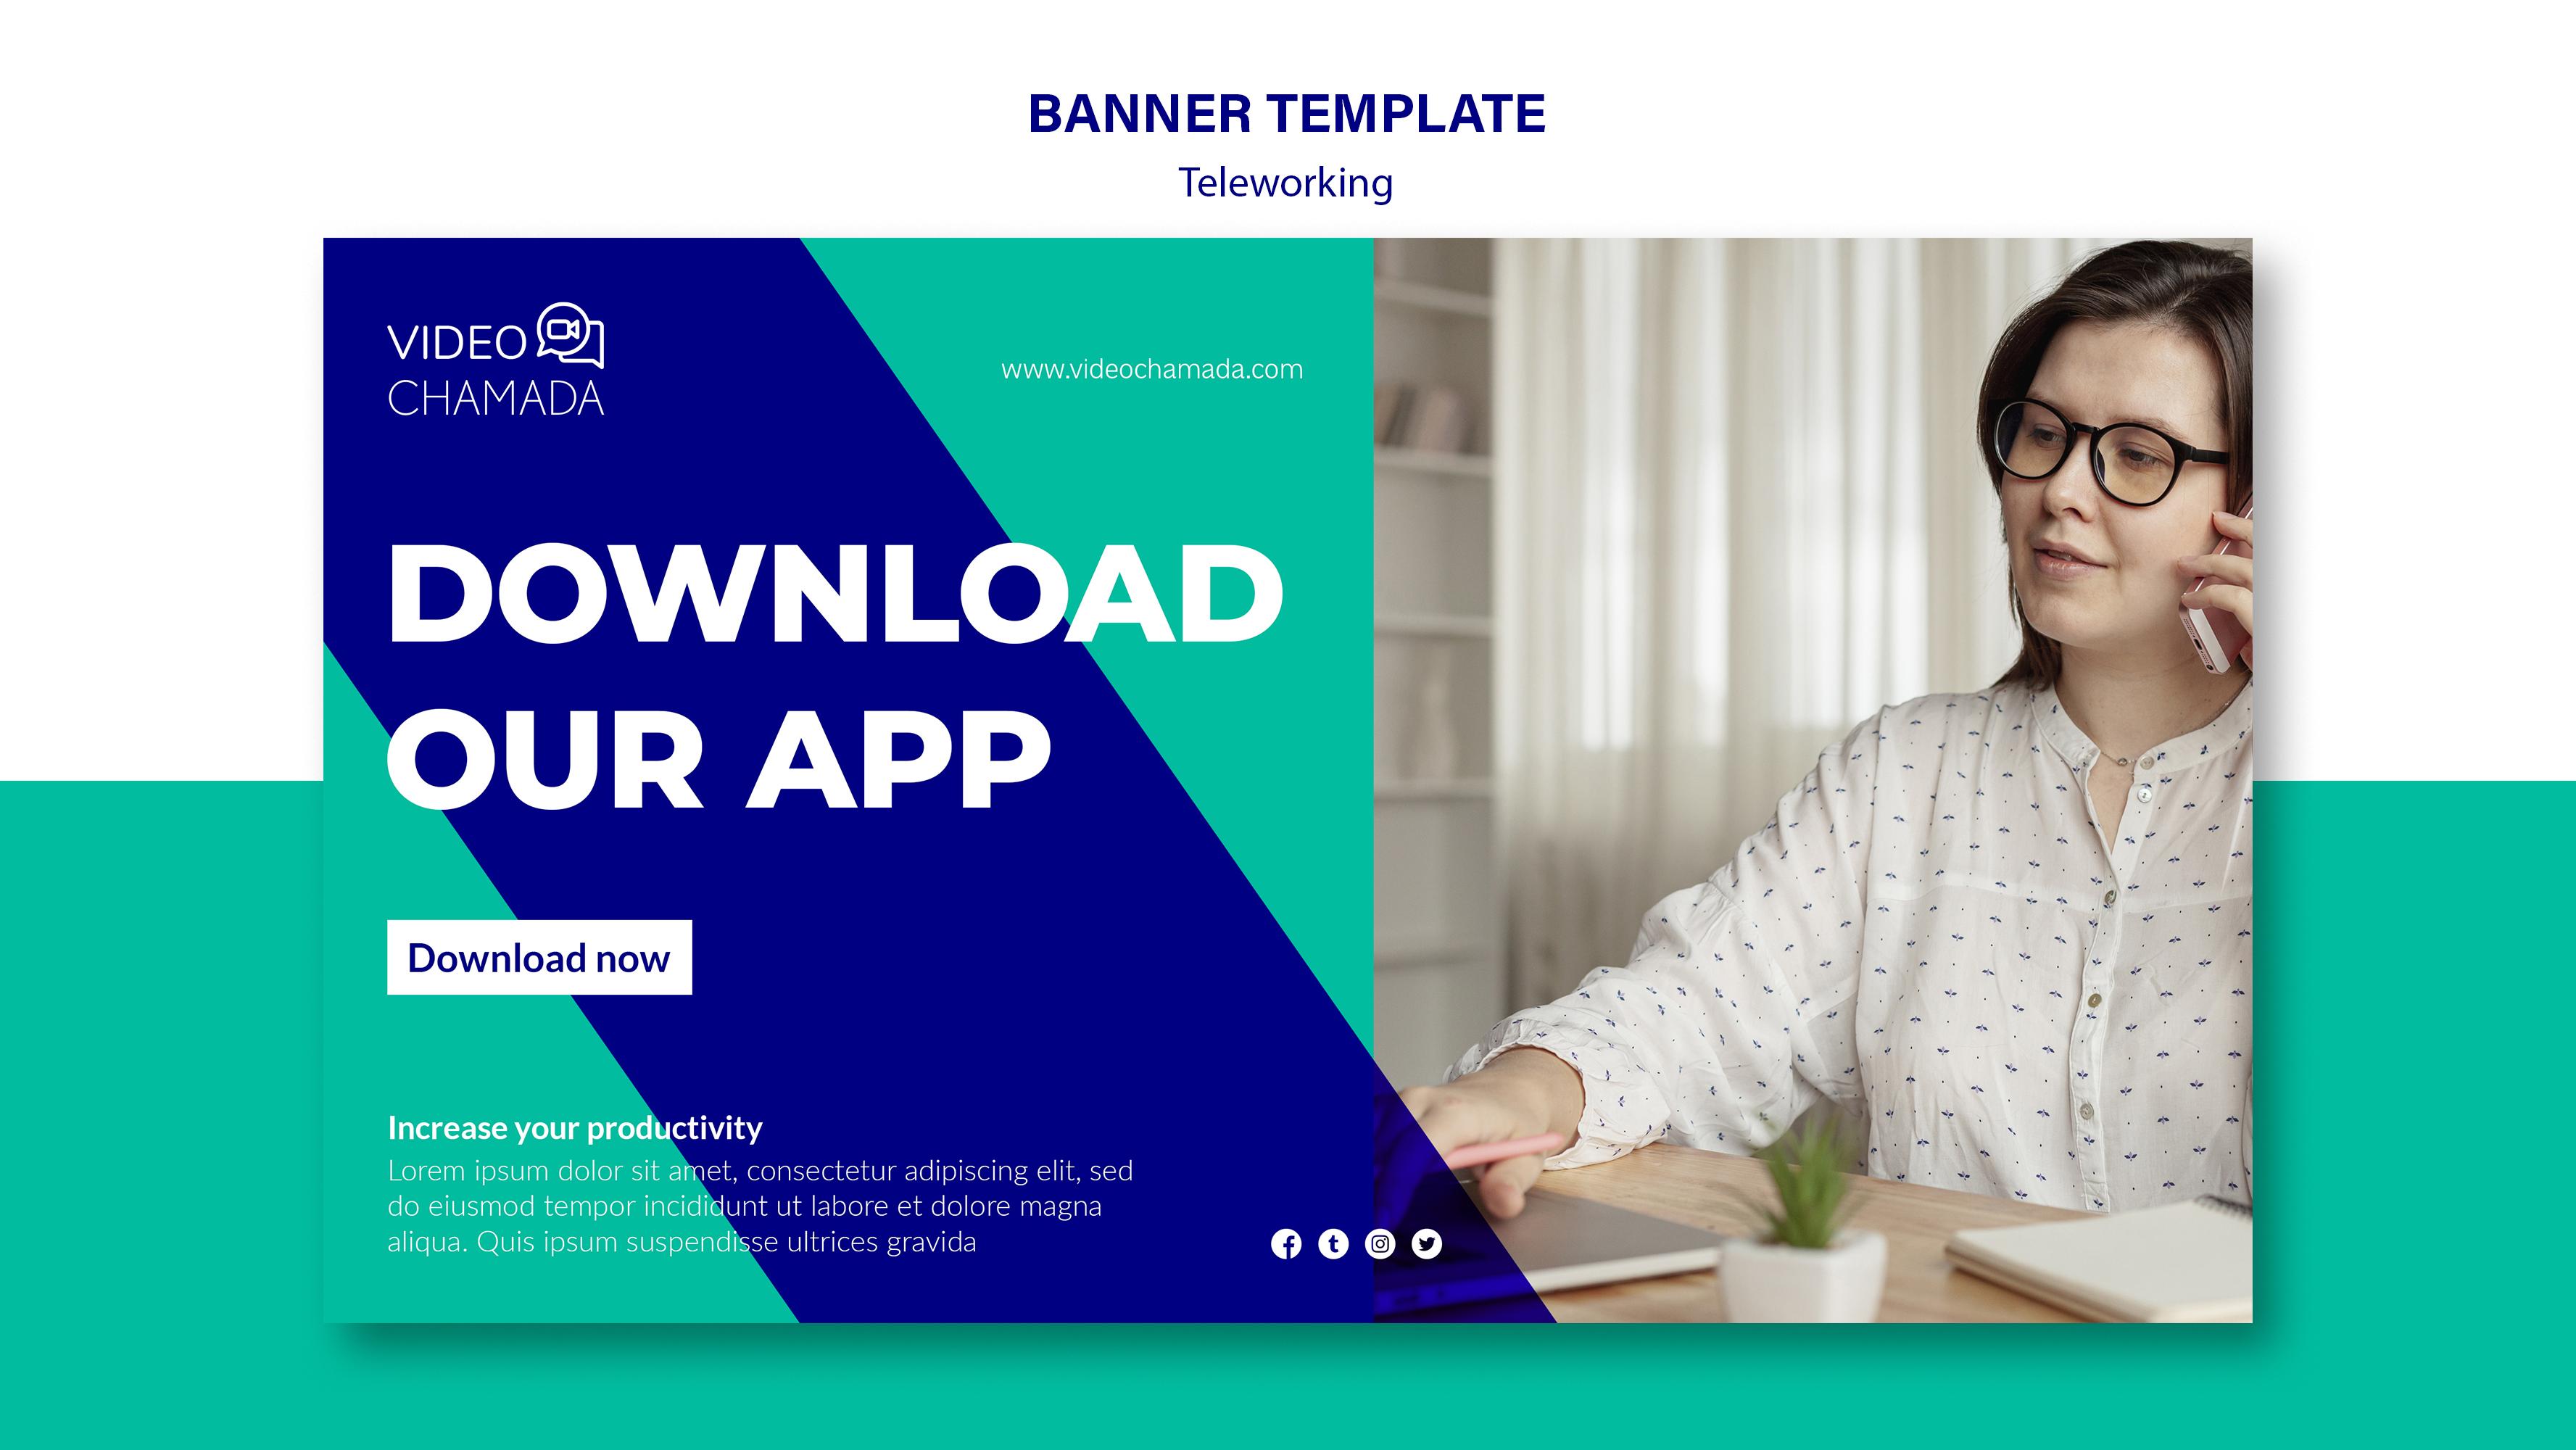 BANNER TEMPLATE
Teleworking
VIDEO
CHAMADA
www.videochamada.com
DOWNLOAD
OUR APP
Download now
Increase your productivity
Lorem ipsum dolor sit amet, consectetur adipiscing elit, sed
do eiusmod tempor incididunt ut labore et dolore magna
aliqua. Quis ipsum suspendisse ultrices gravida